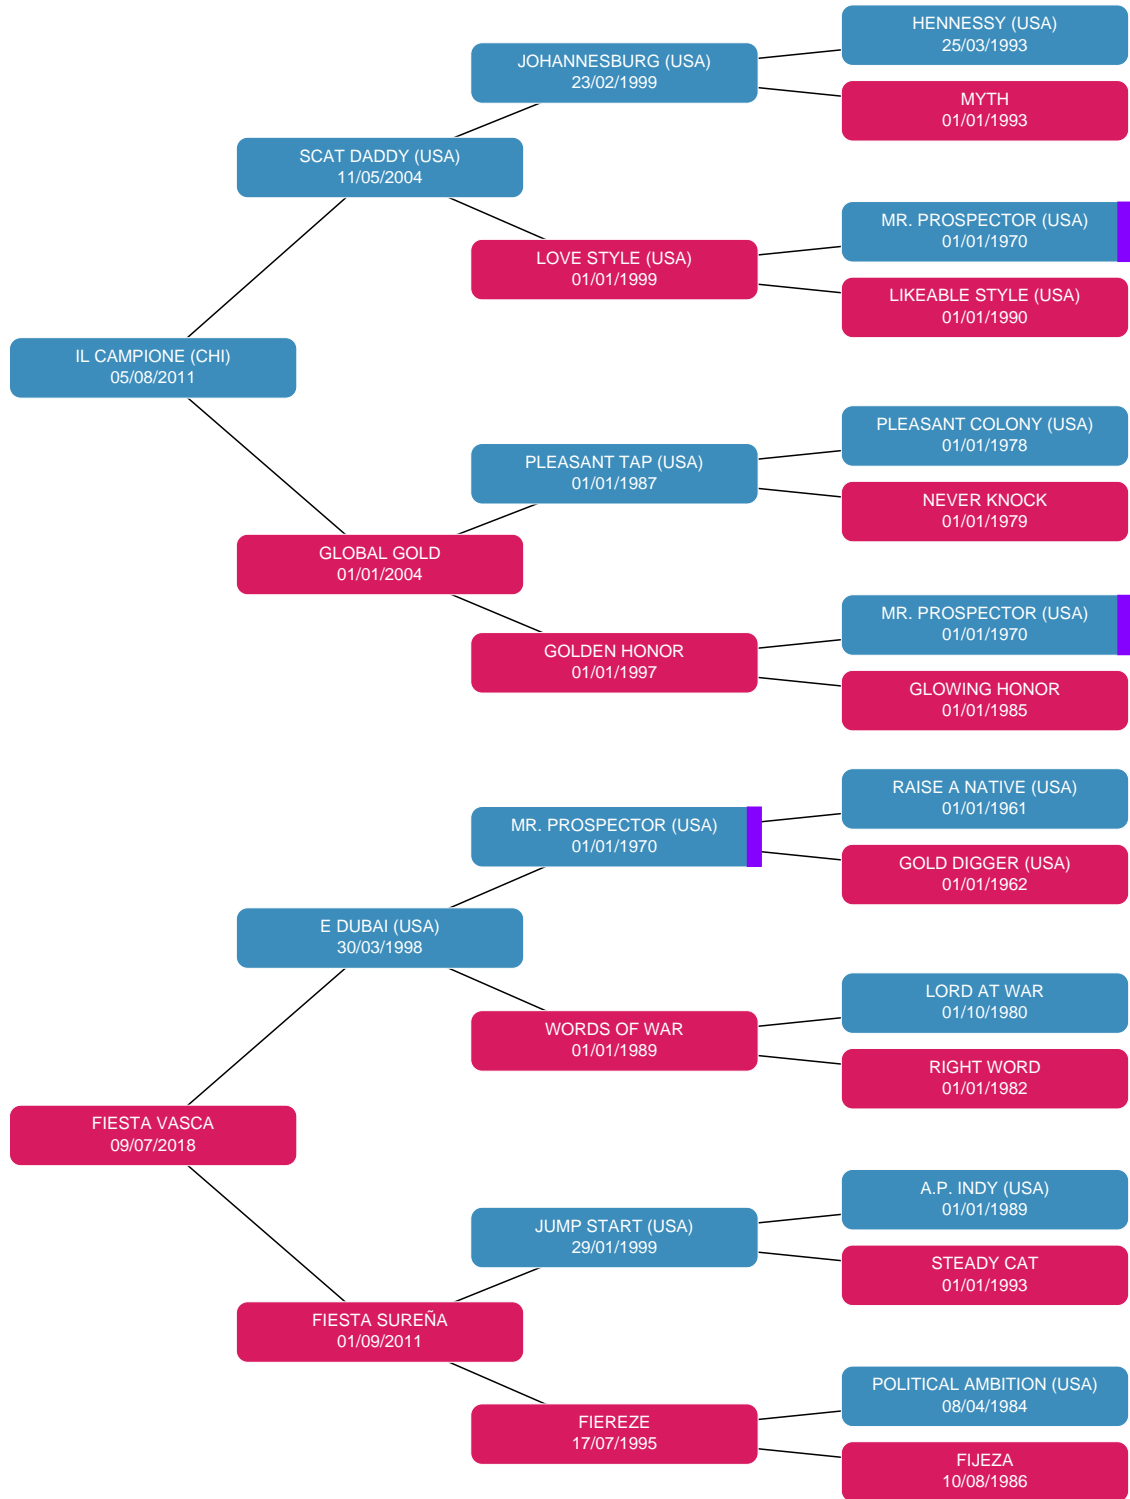 HENNESSY (USA)
25/03/1993
JOHANNESBURG (USA)
23/02/1999
MYTH
01/01/1993
SCAT DADDY (USA)
11/05/2004
MR. PROSPECTOR (USA)
01/01/1970
LOVE STYLE (USA)
01/01/1999
LIKEABLE STYLE (USA)
01/01/1990
IL CAMPIONE (CHI)
05/08/2011
PLEASANT COLONY (USA)
01/01/1978
PLEASANT TAP (USA)
01/01/1987
NEVER KNOCK
01/01/1979
GLOBAL GOLD
01/01/2004
MR. PROSPECTOR (USA)
01/01/1970
GOLDEN HONOR
01/01/1997
GLOWING HONOR
01/01/1985
RAISE A NATIVE (USA)
01/01/1961
MR. PROSPECTOR (USA)
01/01/1970
GOLD DIGGER (USA)
01/01/1962
E DUBAI (USA)
30/03/1998
LORD AT WAR
01/10/1980
WORDS OF WAR
01/01/1989
RIGHT WORD
01/01/1982
FIESTA VASCA
09/07/2018
A.P. INDY (USA)
01/01/1989
JUMP START (USA)
29/01/1999
STEADY CAT
01/01/1993
FIESTA SUREÑA
01/09/2011
POLITICAL AMBITION (USA)
08/04/1984
FIEREZE
17/07/1995
FIJEZA
10/08/1986